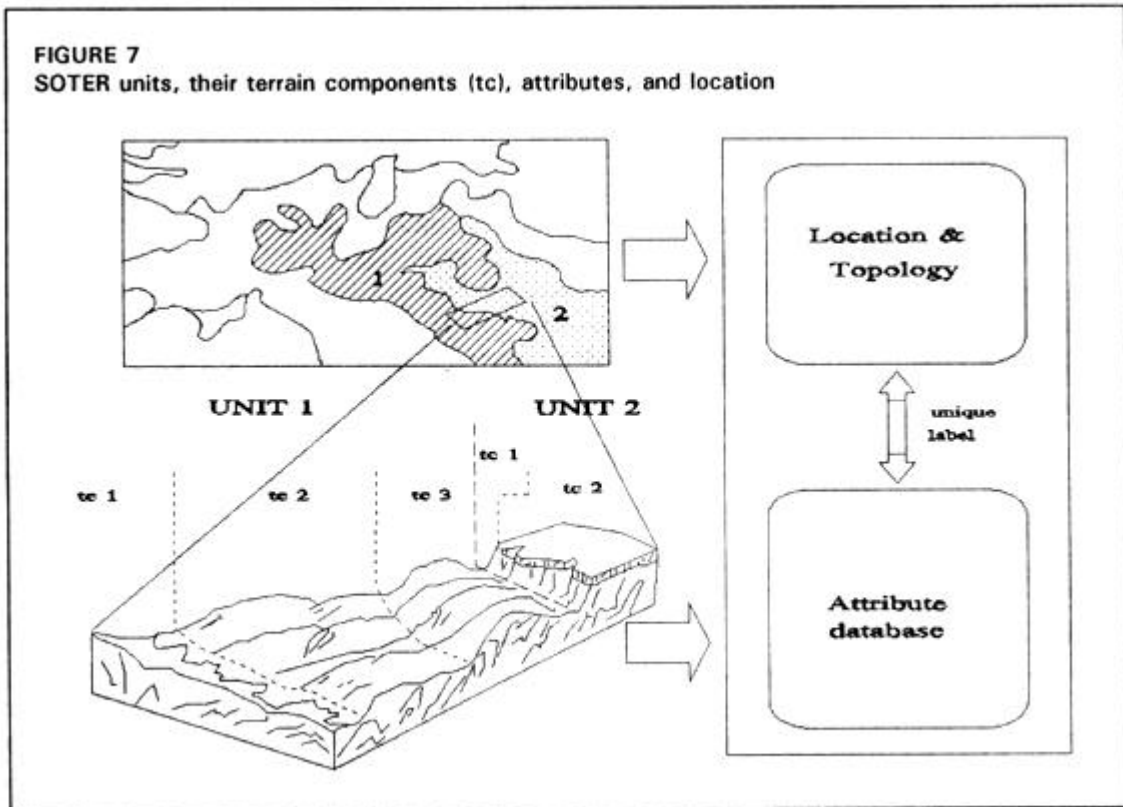 FIGURE 7
SOTER units, their terrain components (tc), attributes, and location
1
2
UNIT 1
UNIT 2
tc 1
tc 2
tc 3
tc 1
tc 2
Location &
Topology
unique
label
Attribute
database